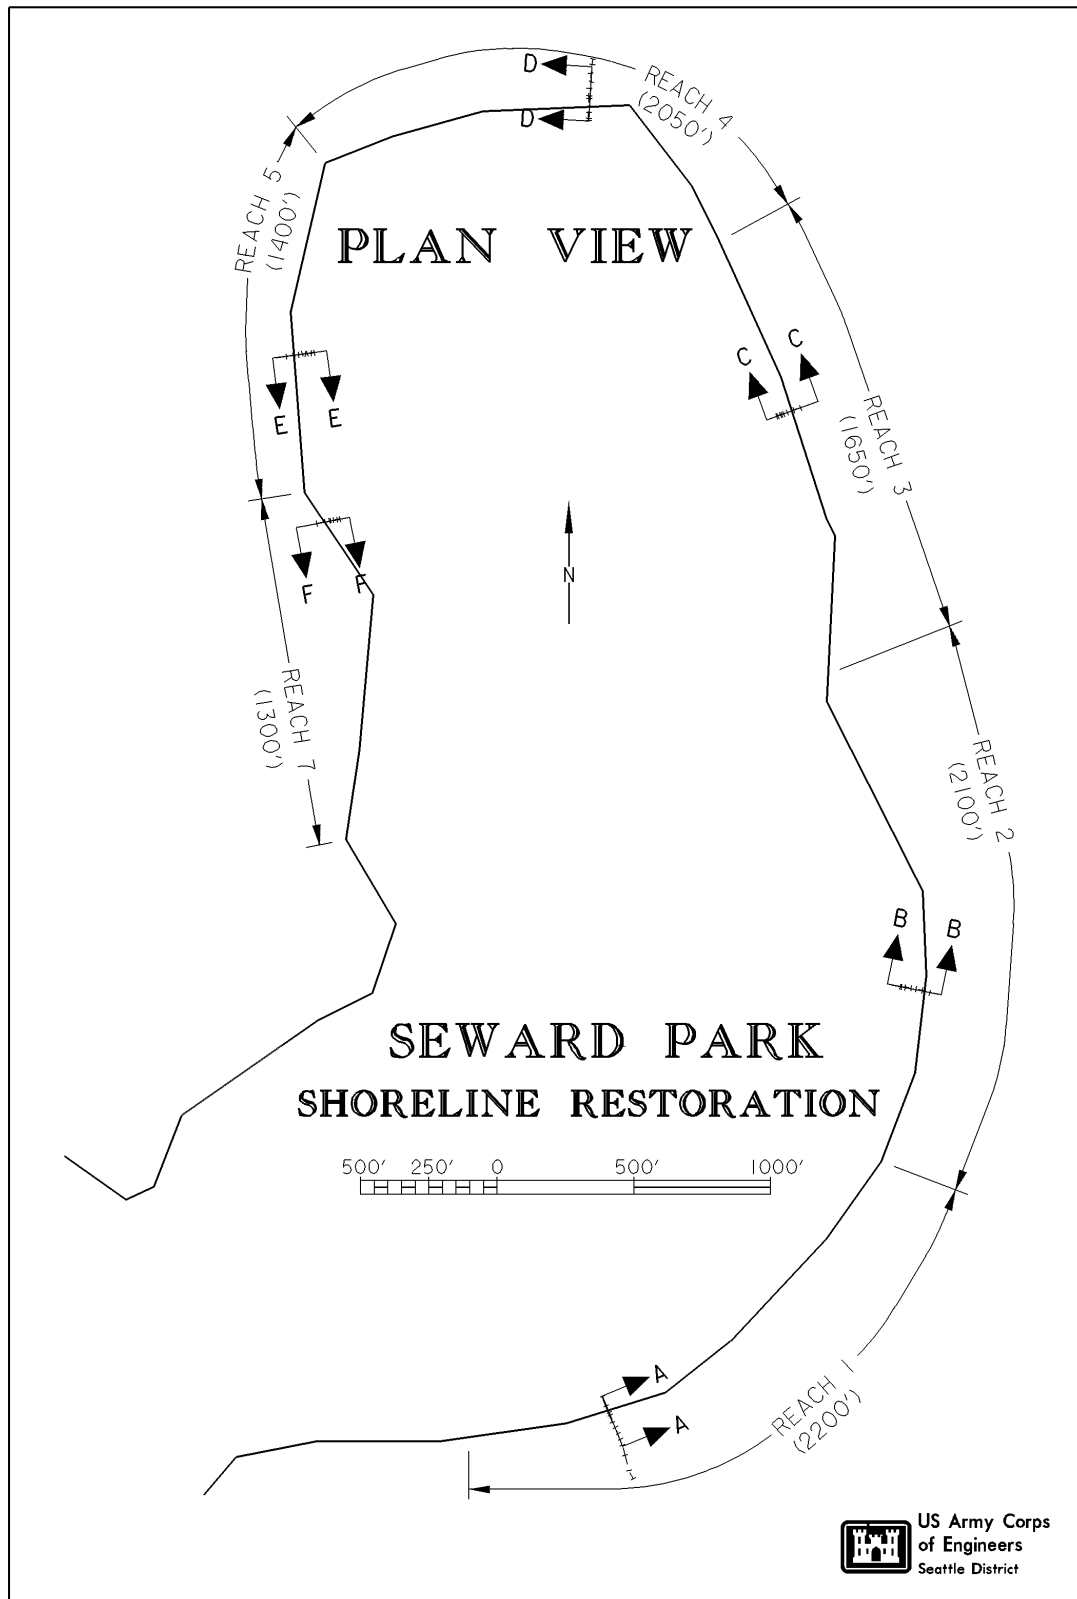 D
REACH 4
(2050')
D
REACH 5
(1400')
PLAN VIEW
C
C
E
E
REACH 3
(1650')
N
F
F
REACH 7
(1300')
REACH 2
(2100')
B
B
SEWARD PARK
SHORELINE RESTORATION
500' 250' 0 500' 1000'
A
A
REACH 1
(2200')
US Army Corps
of Engineers
Seattle District